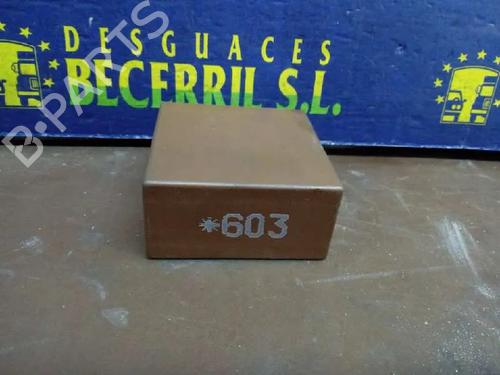 DESGUACES
BECERRIL S.L.
B-PARTS
*603